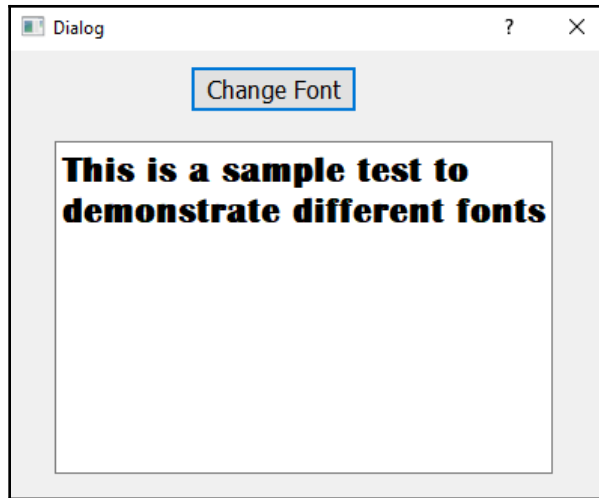 Dialog ?
Change Font
This is a sample test to
demonstrate different fonts